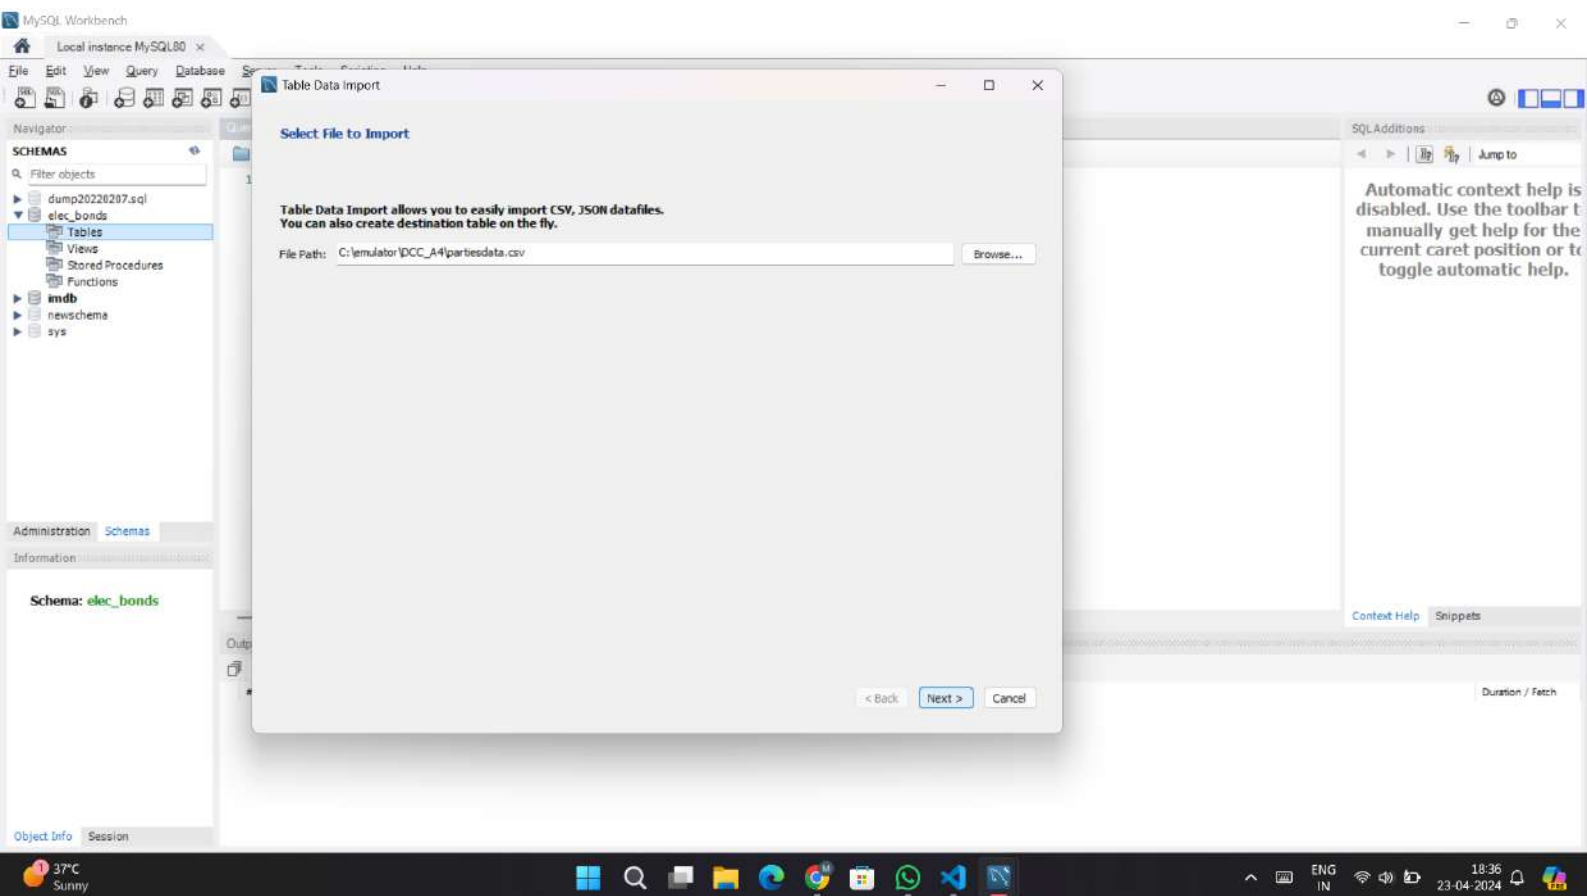 MySQL Workbench
Local instance MySQL80
File Edit View Query Database
Navigator
SCHEMAS
Filter objects
dump20220207.sql
elec_bonds
Tables
Views
Stored Procedures
Functions
imdb
newschema
sys
Administration Schemas
Information
Schema: elec_bonds
Object Info Session
1
Outp
#
Table Data Import
Select File to Import
Table Data Import allows you to easily import CSV, JSON datafiles.
You can also create destination table on the fly.
File Path: C:\emulator\DCC_A4\partiesdata.csv Browse...
< Back Next > Cancel
SQLAdditions
Jump to
Automatic context help is
disabled. Use the toolbar t
manually get help for the
current caret position or to
toggle automatic help.
Context Help Snippets
Duration / Fetch
1
37°C
Sunny
ENG
IN
18:36
23-04-2024